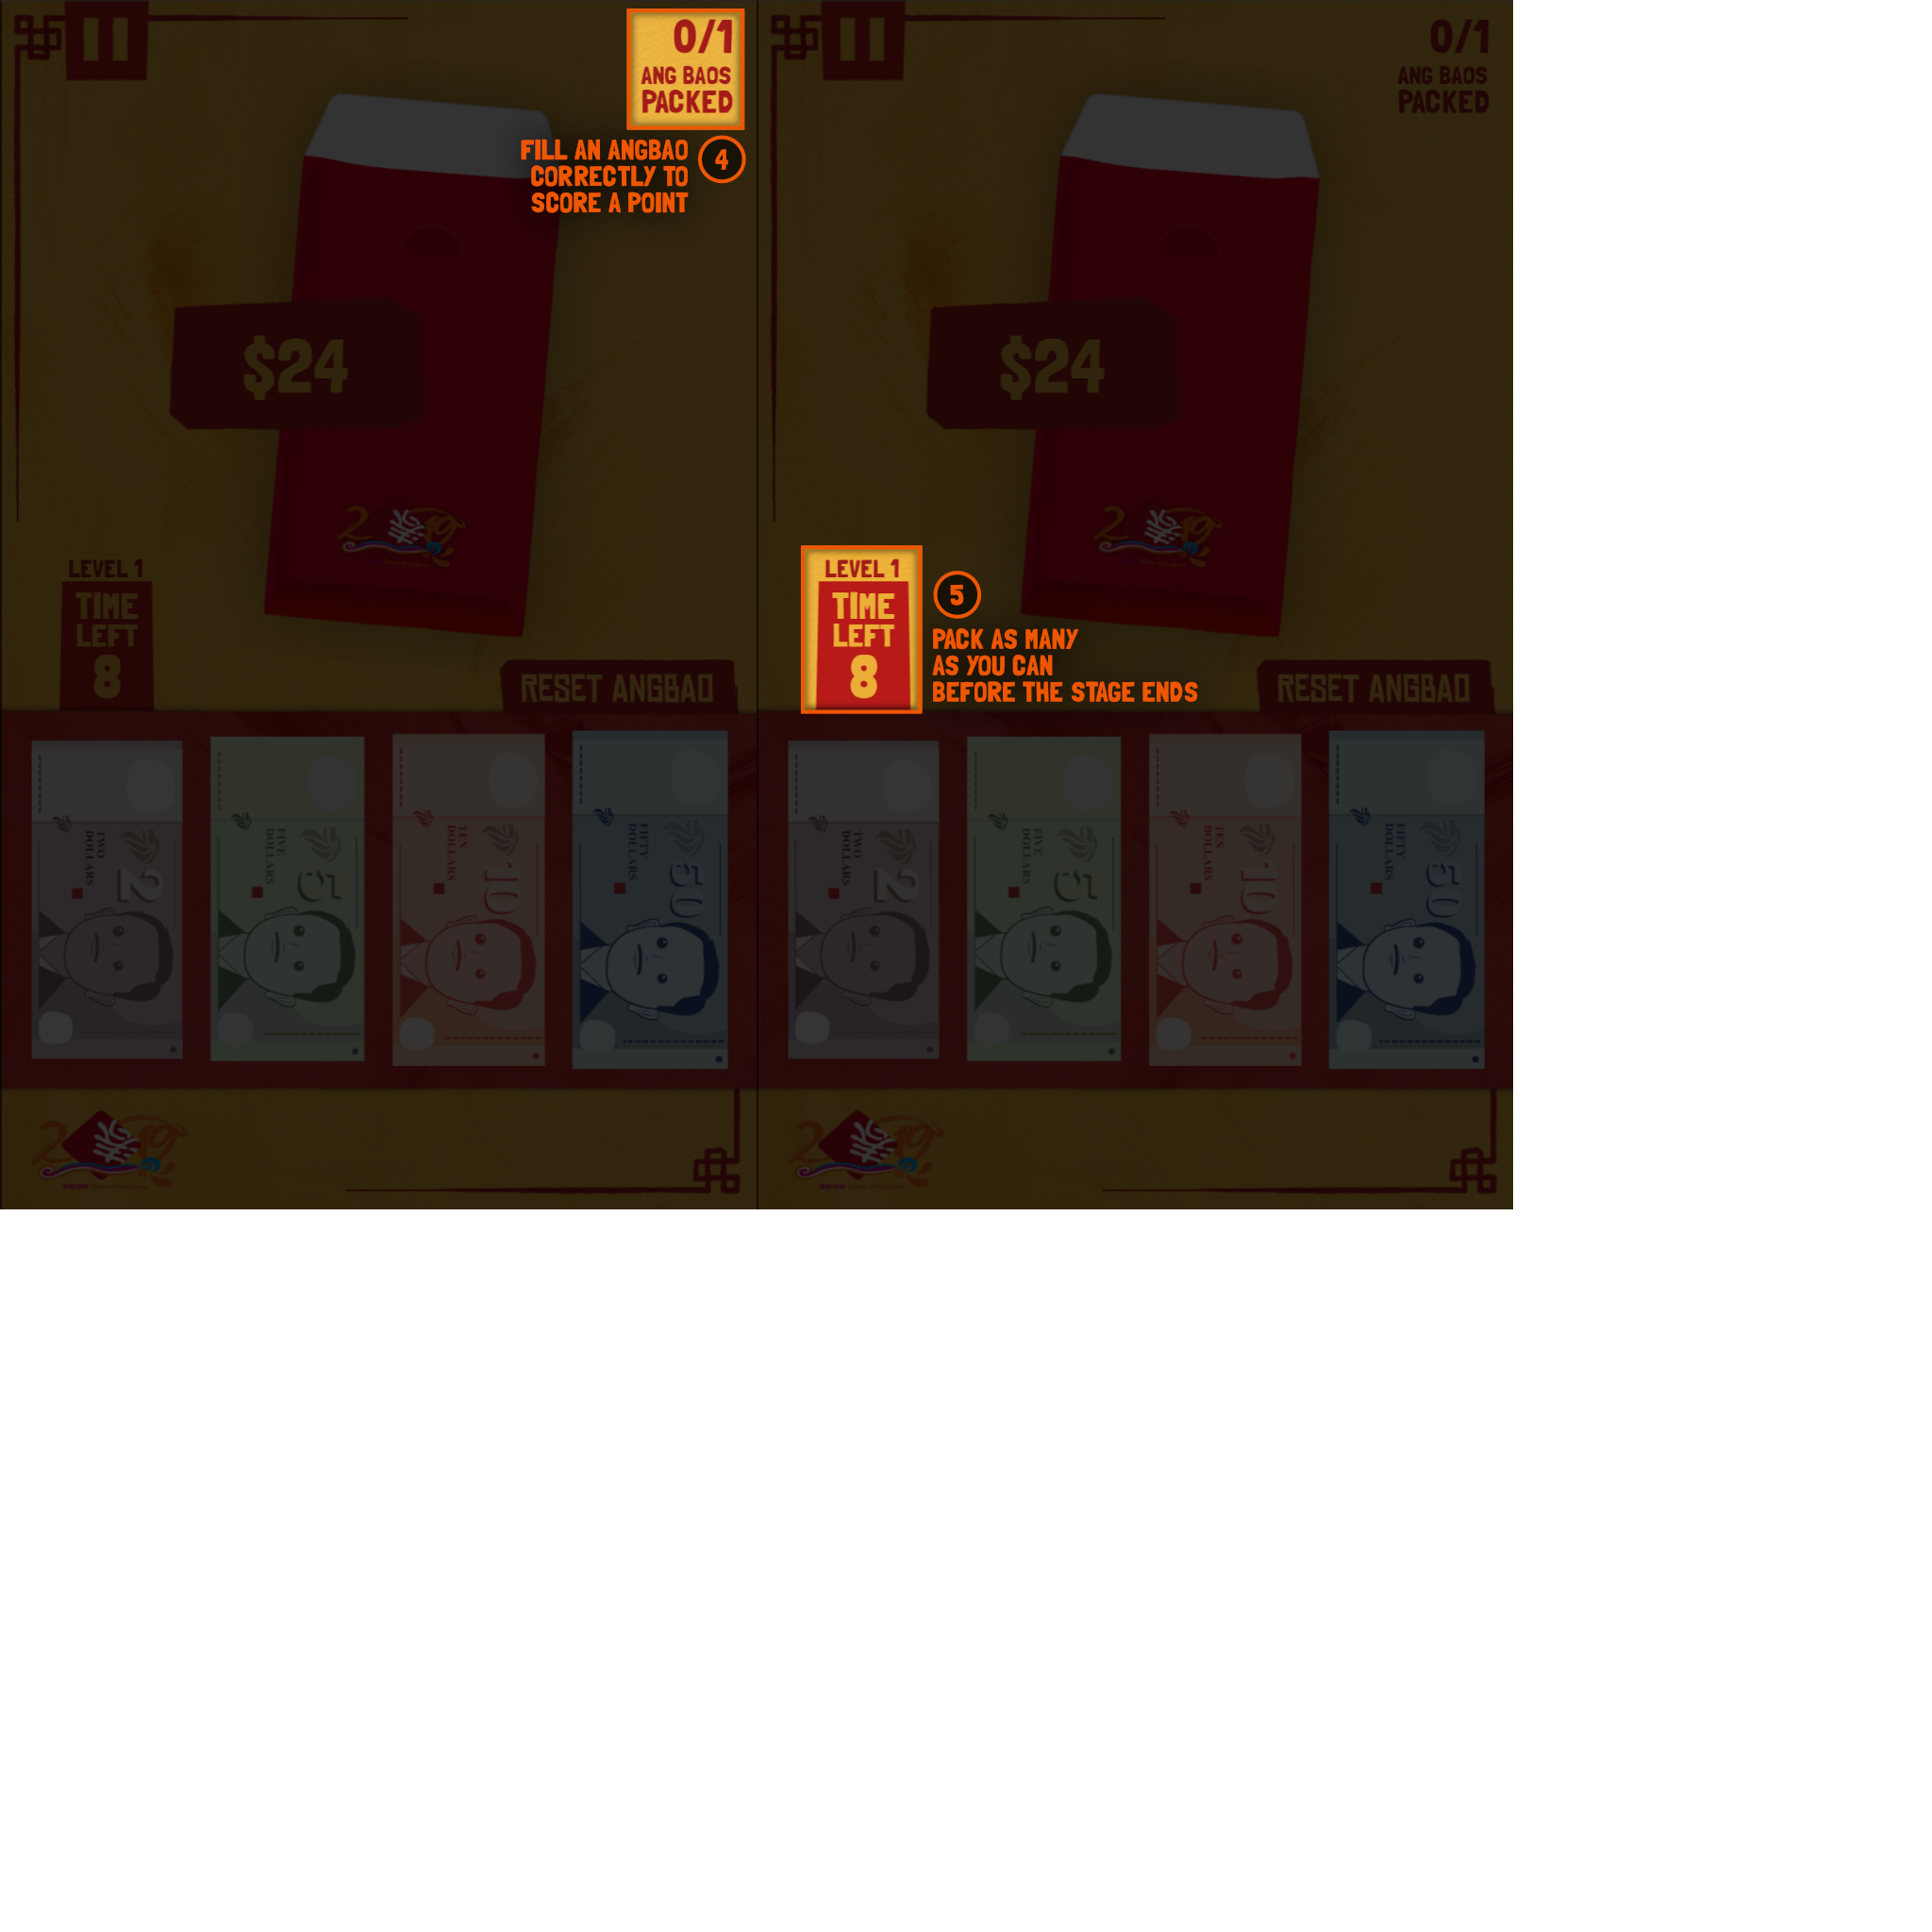 0/1
ANG BAOS
PACKED
FILL AN ANGBAO
CORRECTLY TO
SCORE A POINT
4
$24
2019
LEVEL 1
TIME
LEFT
8
RESET ANGBAO
TWO
DOLLARS
2
FIVE
DOLLARS
5
TEN
DOLLARS
10
FIFTY
DOLLARS
50
0/1
ANG BAOS
PACKED
$24
LEVEL 1
TIME
LEFT
8
5
PACK AS MANY
AS YOU CAN
BEFORE THE STAGE ENDS
RESET ANGBAO
TWO
DOLLARS
2
FIVE
DOLLARS
5
TEN
DOLLARS
10
FIFTY
DOLLARS
50